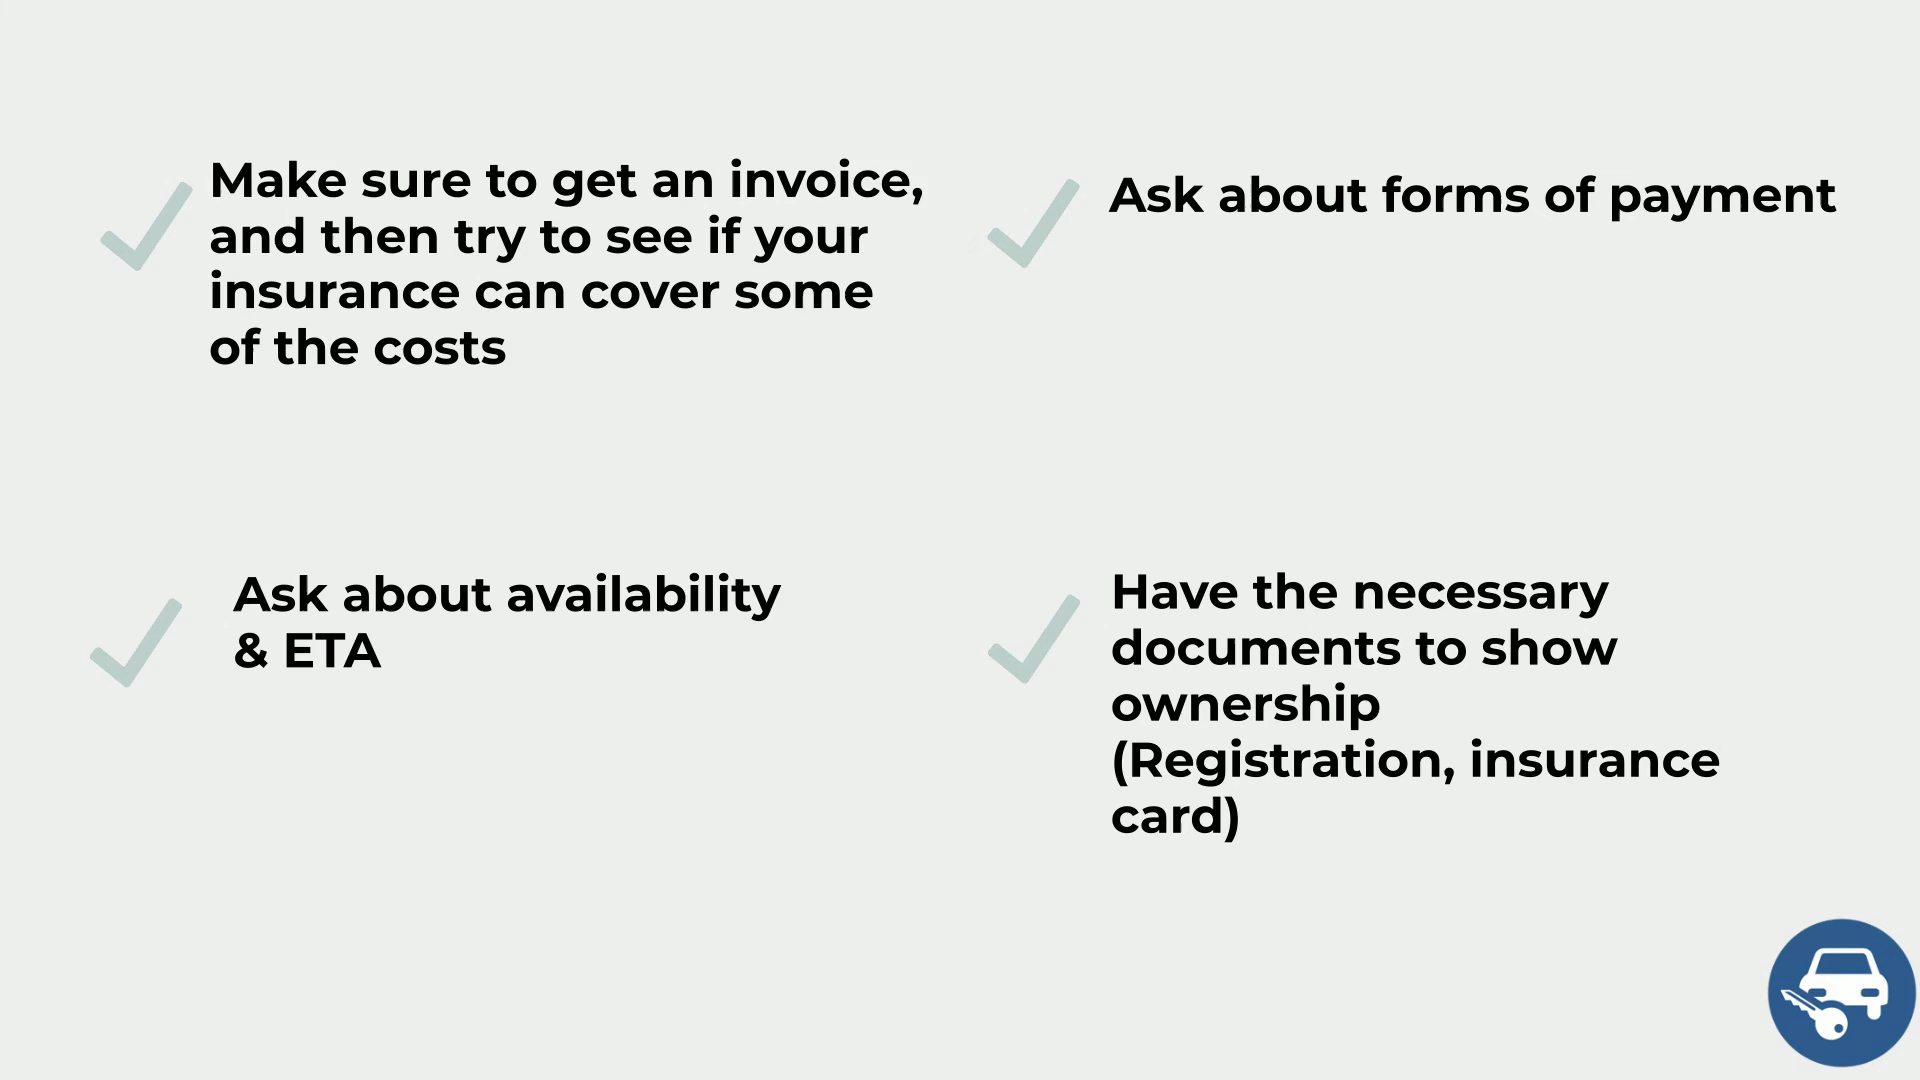 Make sure to get an invoice,
and then try to see if your
insurance can cover some
of the costs
Ask about forms of payment
Ask about availability
& ETA
Have the necessary
documents to show
ownership
(Registration, insurance
card)